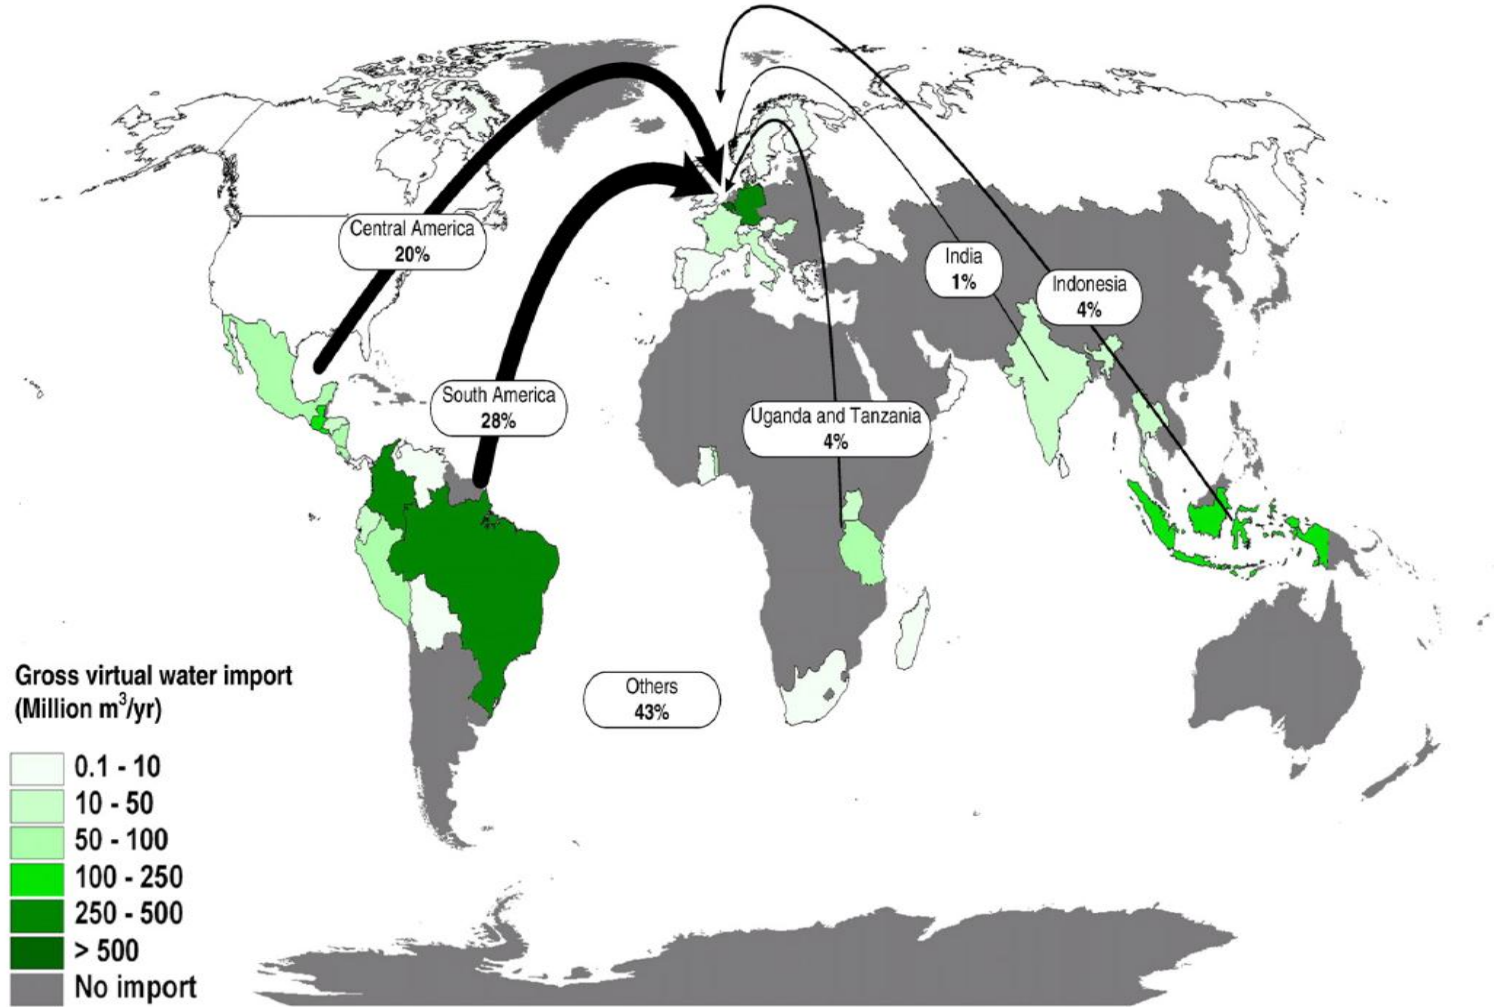 Central America
20%
South America
28%
India
1%
Indonesia
4%
Uganda and Tanzania
4%
Others
43%
Gross virtual water import
(Million m³/yr)
0.1 - 10
10 - 50
50 - 100
100 - 250
250 - 500
> 500
No import